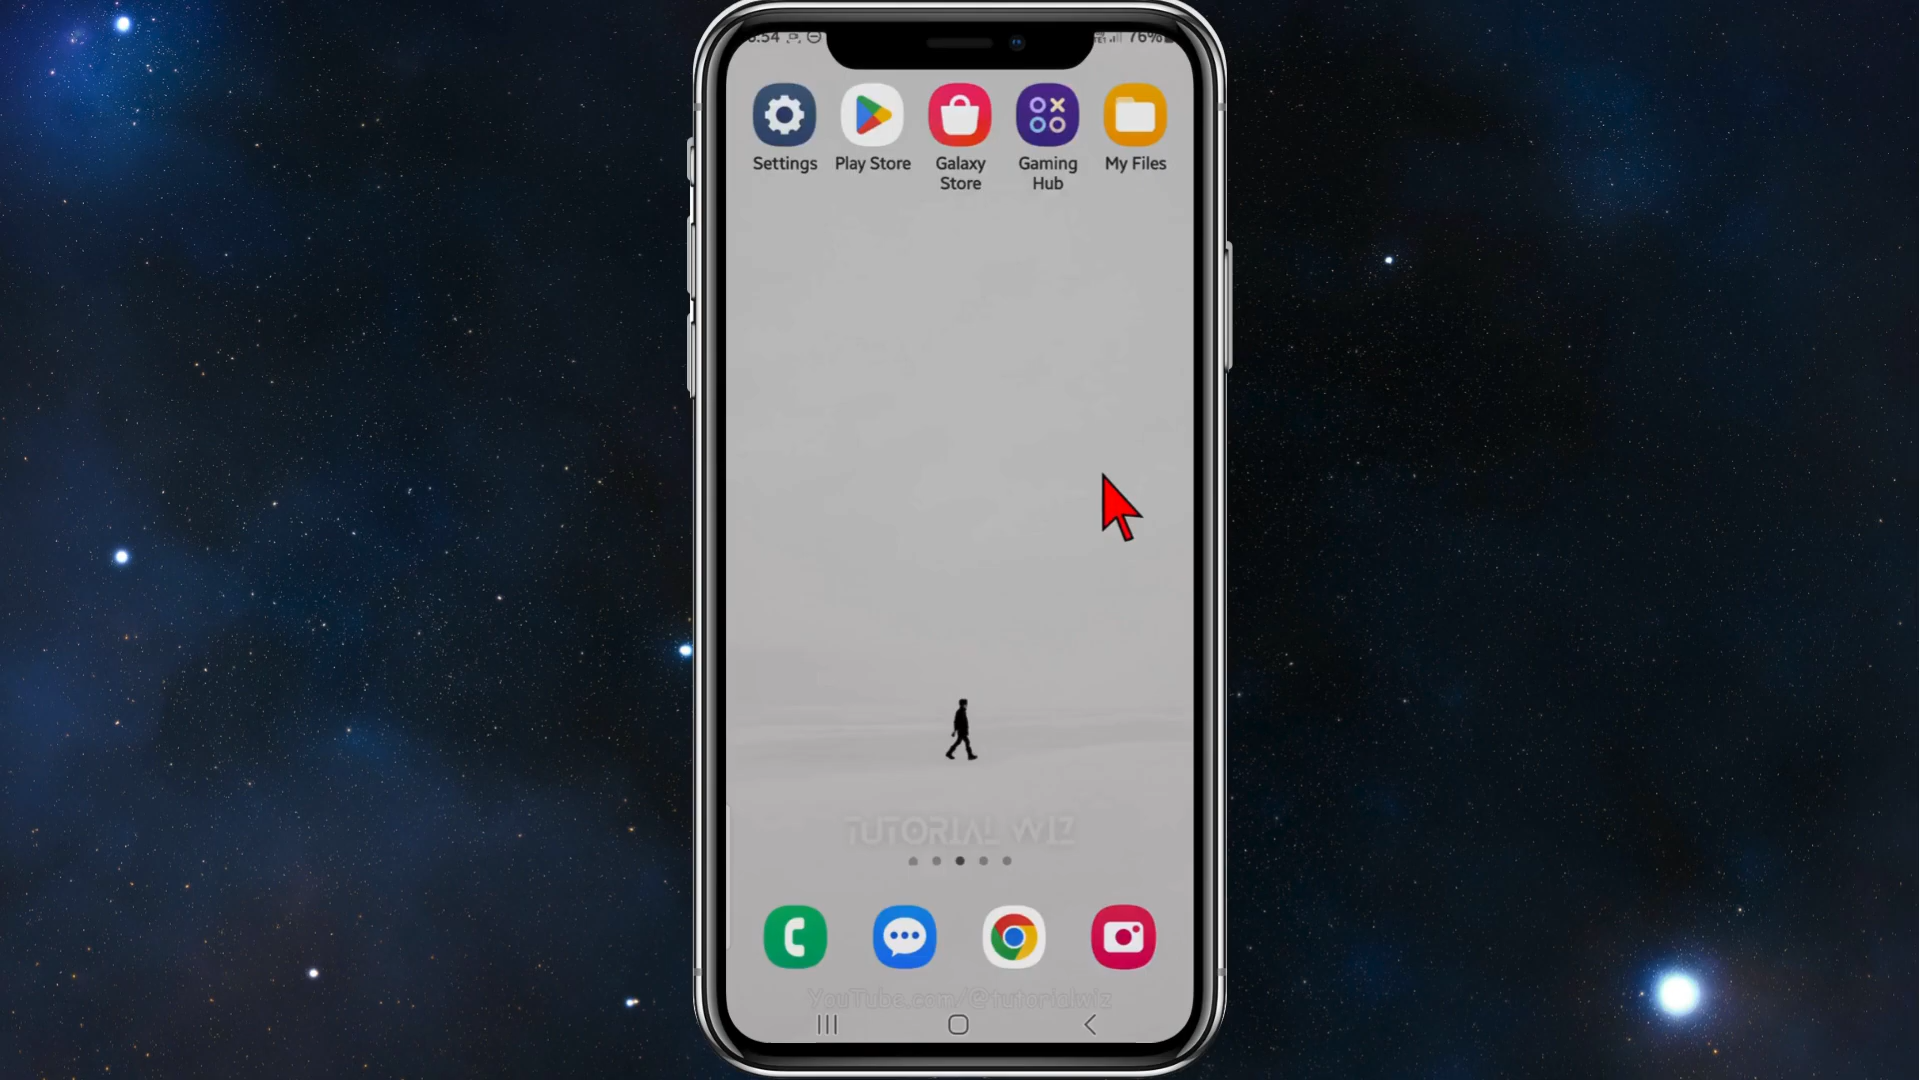 76%
Settings Play Store Galaxy Store Gaming Hub My Files
TUTORIAL WIZ
YouTube.com/@tutorialwiz